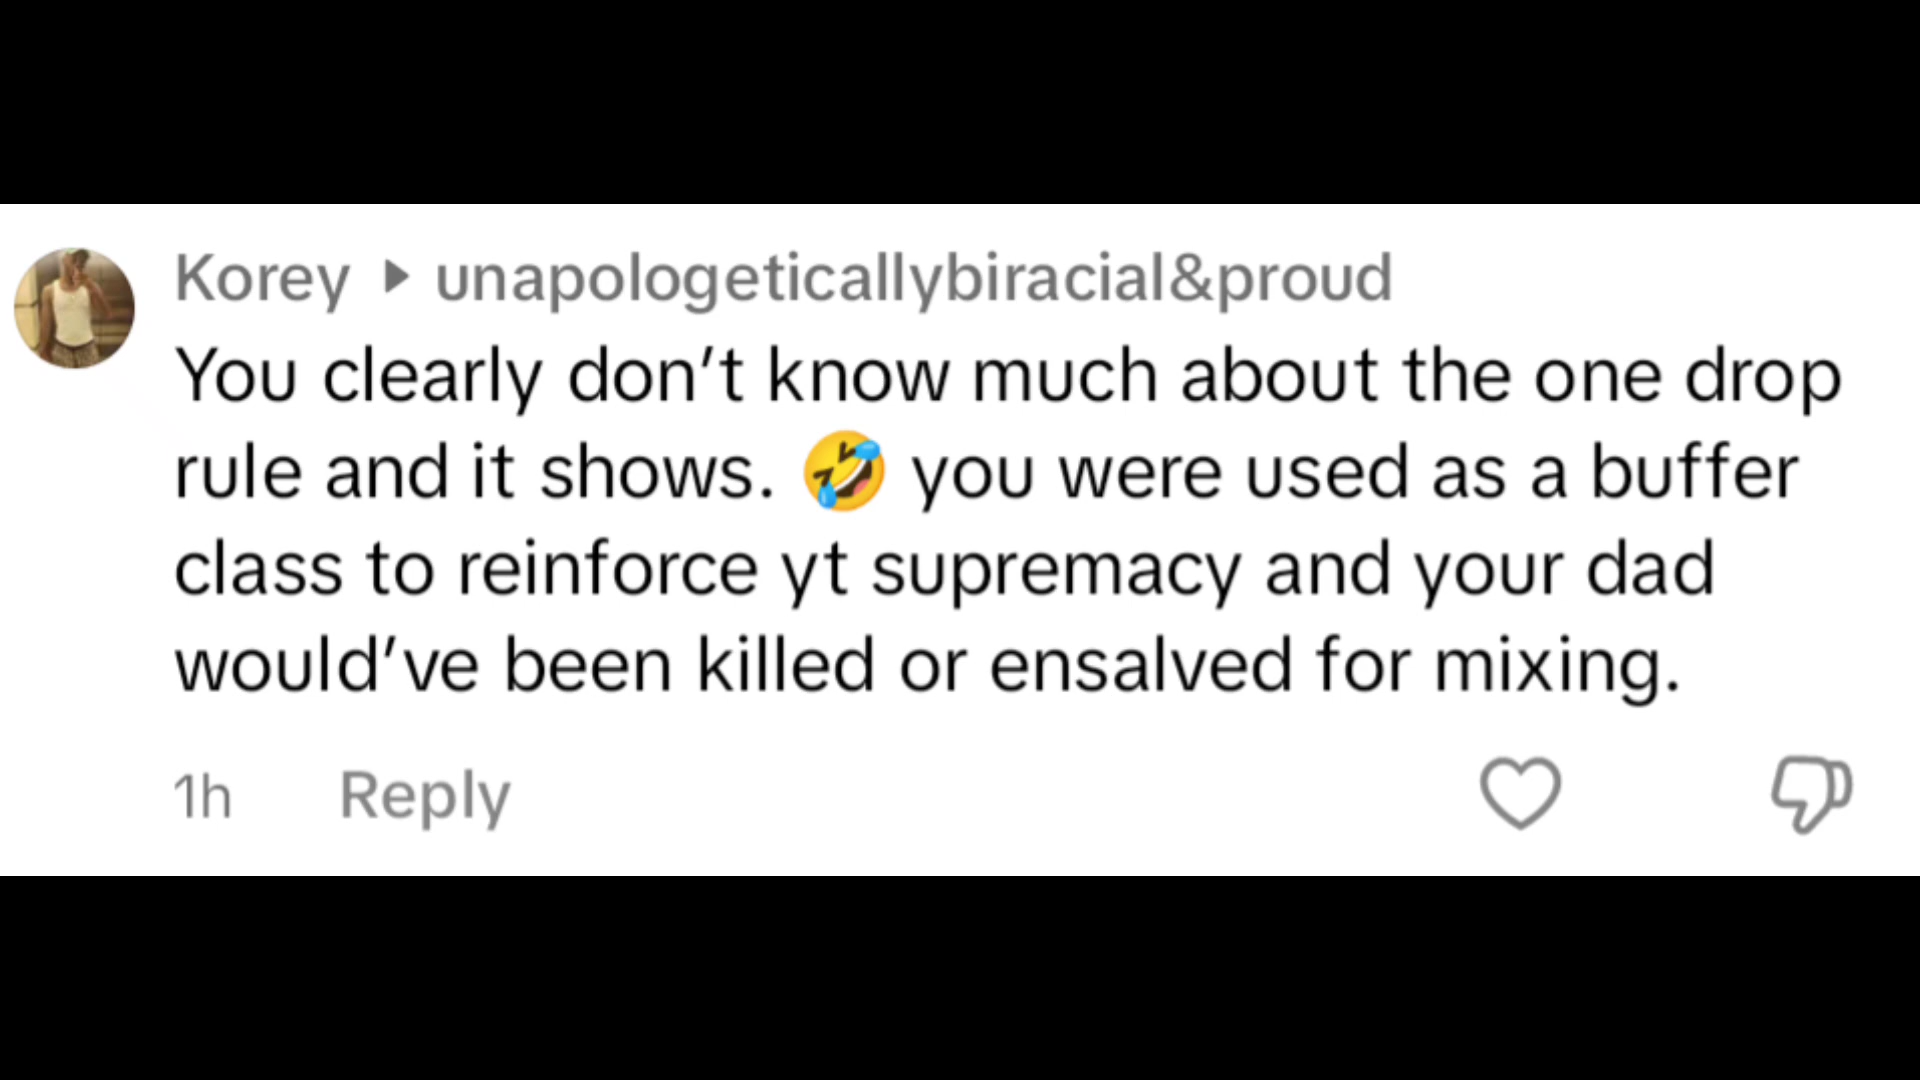 Korey ▸ unapologeticallybiracial&proud
You clearly don’t know much about the one drop
rule and it shows. 🤣 you were used as a buffer
class to reinforce yt supremacy and your dad
would’ve been killed or ensalved for mixing.
1h Reply